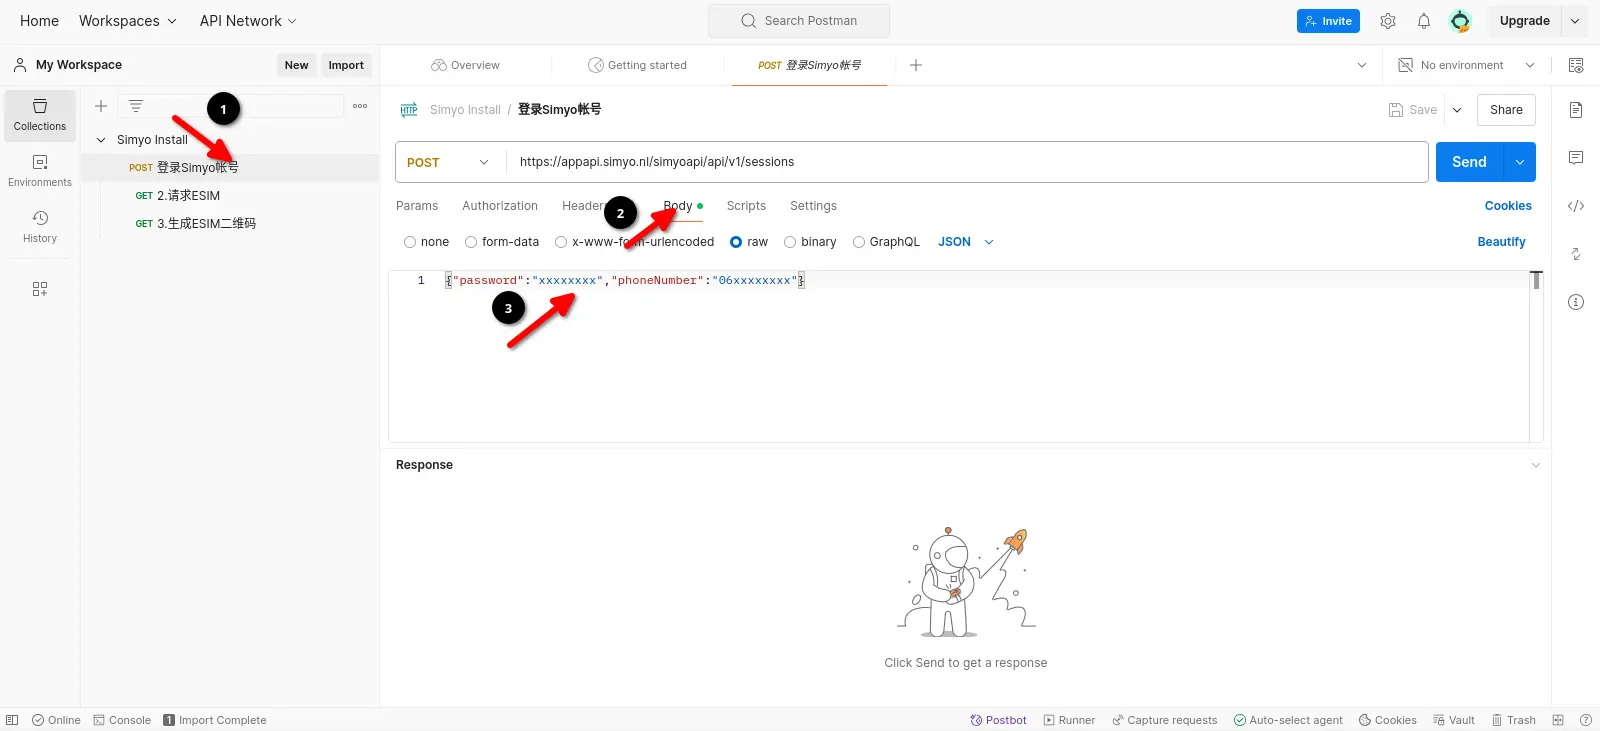 Home Workspaces API Network Search Postman Invite Upgrade
My Workspace New Import Overview Getting started POST 登录Simyo帐号 No environment
Collections
Environments
History
1
Simyo Install
POST 登录Simyo帐号
GET 2.请求ESIM
GET 3.生成ESIM二维码
HTTP Simyo Install / 登录Simyo帐号 Save Share
POST https://appapi.simyo.nl/simyoapi/api/v1/sessions Send
Params Authorization Headers 2 Body Scripts Settings Cookies
none form-data x-www-form-urlencoded raw binary GraphQL JSON Beautify
1 {"password":"xxxxxxxx","phoneNumber":"06xxxxxxxx"}
3
Response
Click Send to get a response
Online Console 1 Import Complete Postbot Runner Capture requests Auto-select agent Cookies Vault Trash